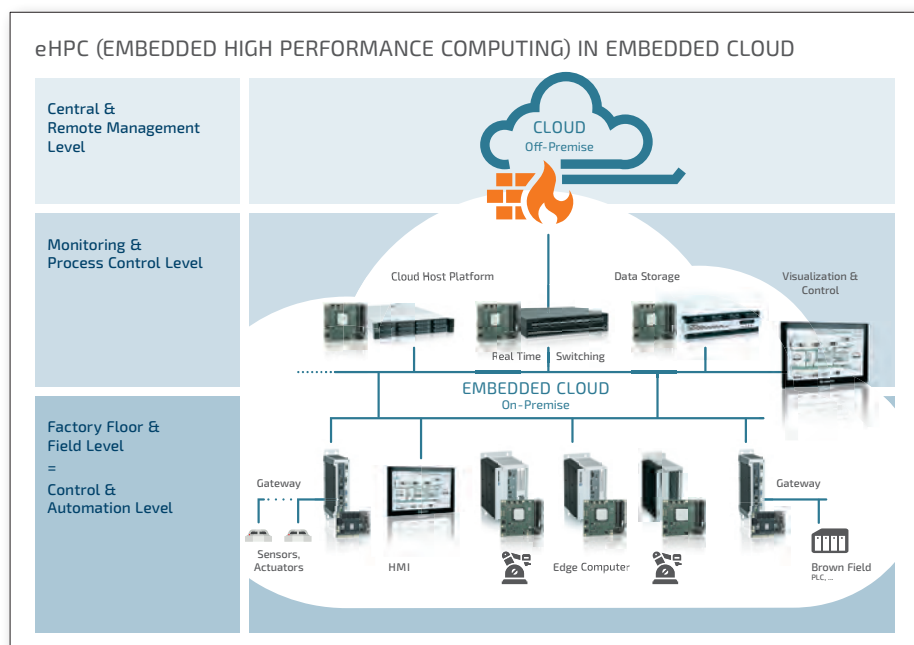 eHPC (EMBEDDED HIGH PERFORMANCE COMPUTING) IN EMBEDDED CLOUD
Central &
Remote Management
Level
CLOUD
Off-Premise
Monitoring &
Process Control Level
Cloud Host Platform
Data Storage
Visualization &
Control
Real Time
Switching
EMBEDDED CLOUD
On-Premise
Factory Floor &
Field Level
=
Control &
Automation Level
Gateway
Gateway
Sensors,
Actuators
HMI
Edge Computer
Brown Field
PLC, ...